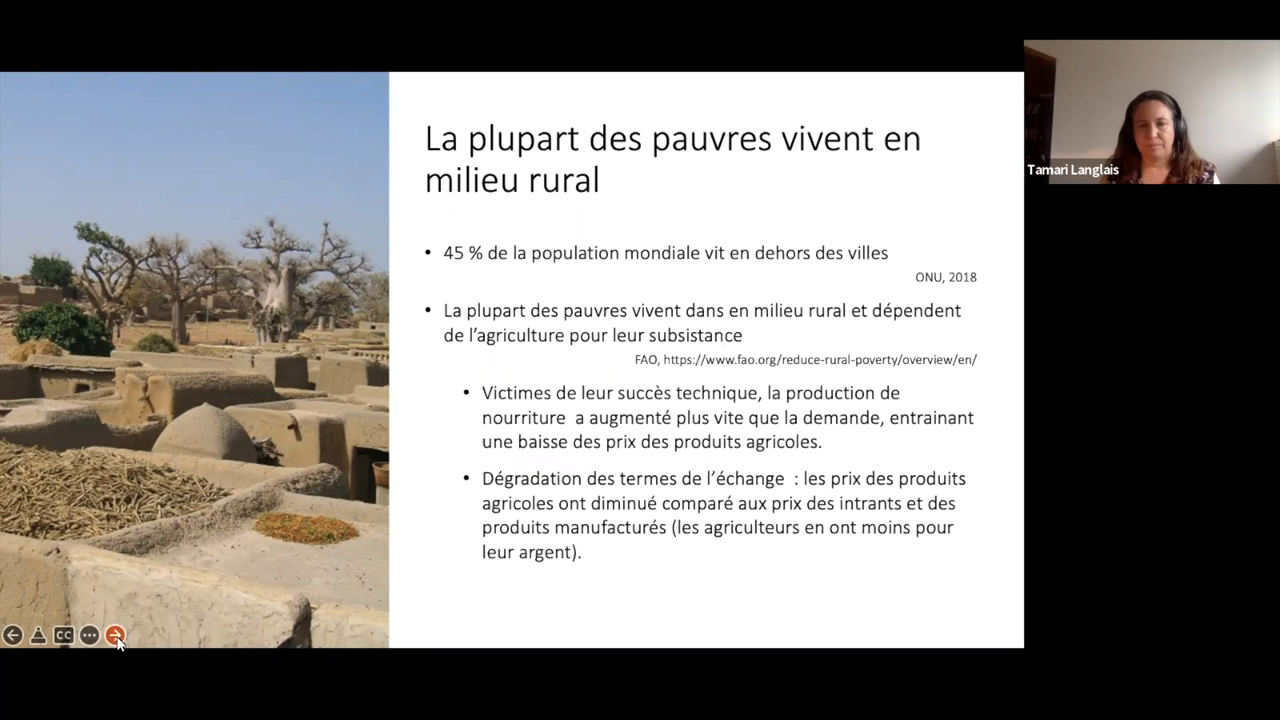 La plupart des pauvres vivent en
milieu rural
• 45 % de la population mondiale vit en dehors des villes
ONU, 2018
• La plupart des pauvres vivent dans en milieu rural et dépendent
de l’agriculture pour leur subsistance
FAO, https://www.fao.org/reduce-rural-poverty/overview/en/
• Victimes de leur succès technique, la production de
nourriture  a augmenté plus vite que la demande, entrainant
une baisse des prix des produits agricoles.
• Dégradation des termes de l’échange  : les prix des produits
agricoles ont diminué comparé aux prix des intrants et des
produits manufacturés (les agriculteurs en ont moins pour
leur argent).
Tamari Langlais
CC